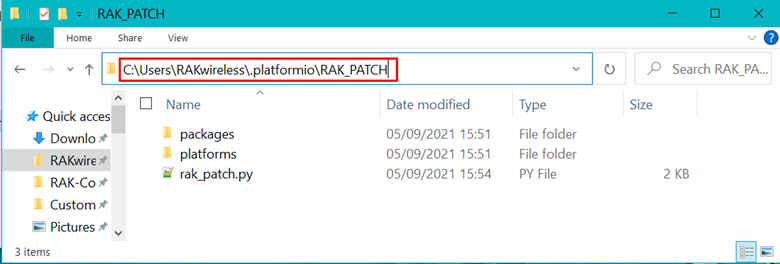 RAK_PATCH
File Home Share View
C:\Users\RAKwireless\.platformio\RAK_PATCH
Search RAK_PA...
Name Date modified Type Size
Quick access
Downlo
RAKwire
RAK-Co
Custom
Pictures
packages 05/09/2021 15:51 File folder
platforms 05/09/2021 15:51 File folder
rak_patch.py 05/09/2021 15:54 PY File 2 KB
3 items